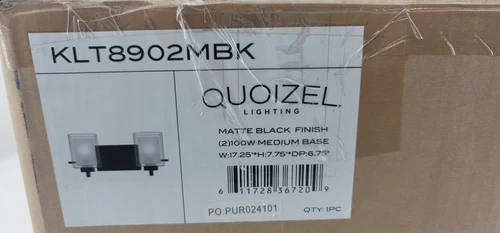 KLT8902MBK
QUOIZEL
LIGHTING
MATTE BLACK FINISH
(2)100W MEDIUM BASE
W:17.25"*H:7.75"*DP:6.75"
6 11728 36720 9
PO:PUR024101 QTY: 1PC